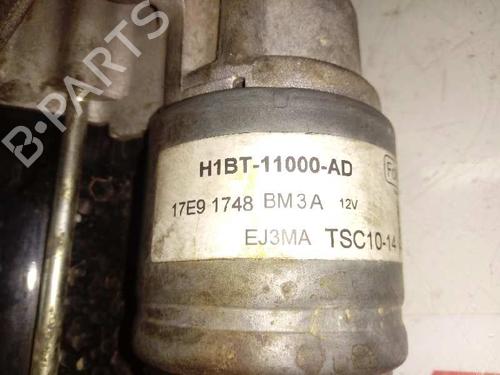 B-PARTS
H1BT-11000-AD
17E9 1748 BM3A 12V
EJ3MA TSC10-14